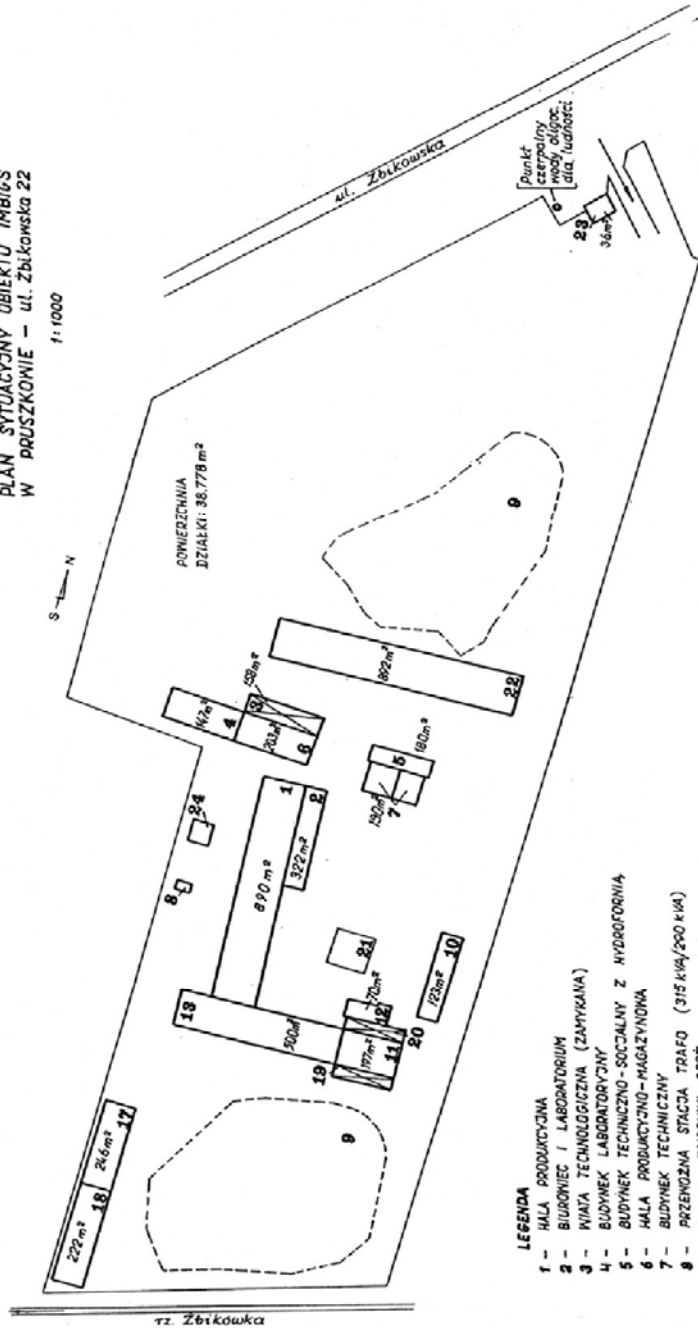 PLAN SYTUACYJNY OBIEKTU IMBIGS
W PRUSZKOWIE - ul. Żbikowska 22
1:1000
S
N
ul. Żbikowska
Punkt
czerpalny
wody oligoc.
dla ludności
23
36m²
POWIERZCHNIA
DZIAŁKI: 38.778 m²
9
147m²
4
158m²
3
203m²
6
892m²
22
24
8
1
890 m²
2
322m²
5
180m²
190m²
7
13
500m²
21
70m²
12
10
123m²
20
19
197m²
11
17
246m²
18
222m²
9
rz. Żbikówka
LEGENDA
1 - HALA PRODUKCYJNA
2 - BIUROWIEC I LABORATORIUM
3 - WIATA TECHNOLOGICZNA (ZAMYKANA)
4 - BUDYNEK LABORATORYJNY
5 - BUDYNEK TECHNICZNO-SOCJALNY Z HYDROFORNIĄ
6 - HALA PRODUKCYJNO-MAGAZYNOWA
7 - BUDYNEK TECHNICZNY
8 - PRZEWOŹNA STACJA TRAFO (315 kVA/290 kVA)